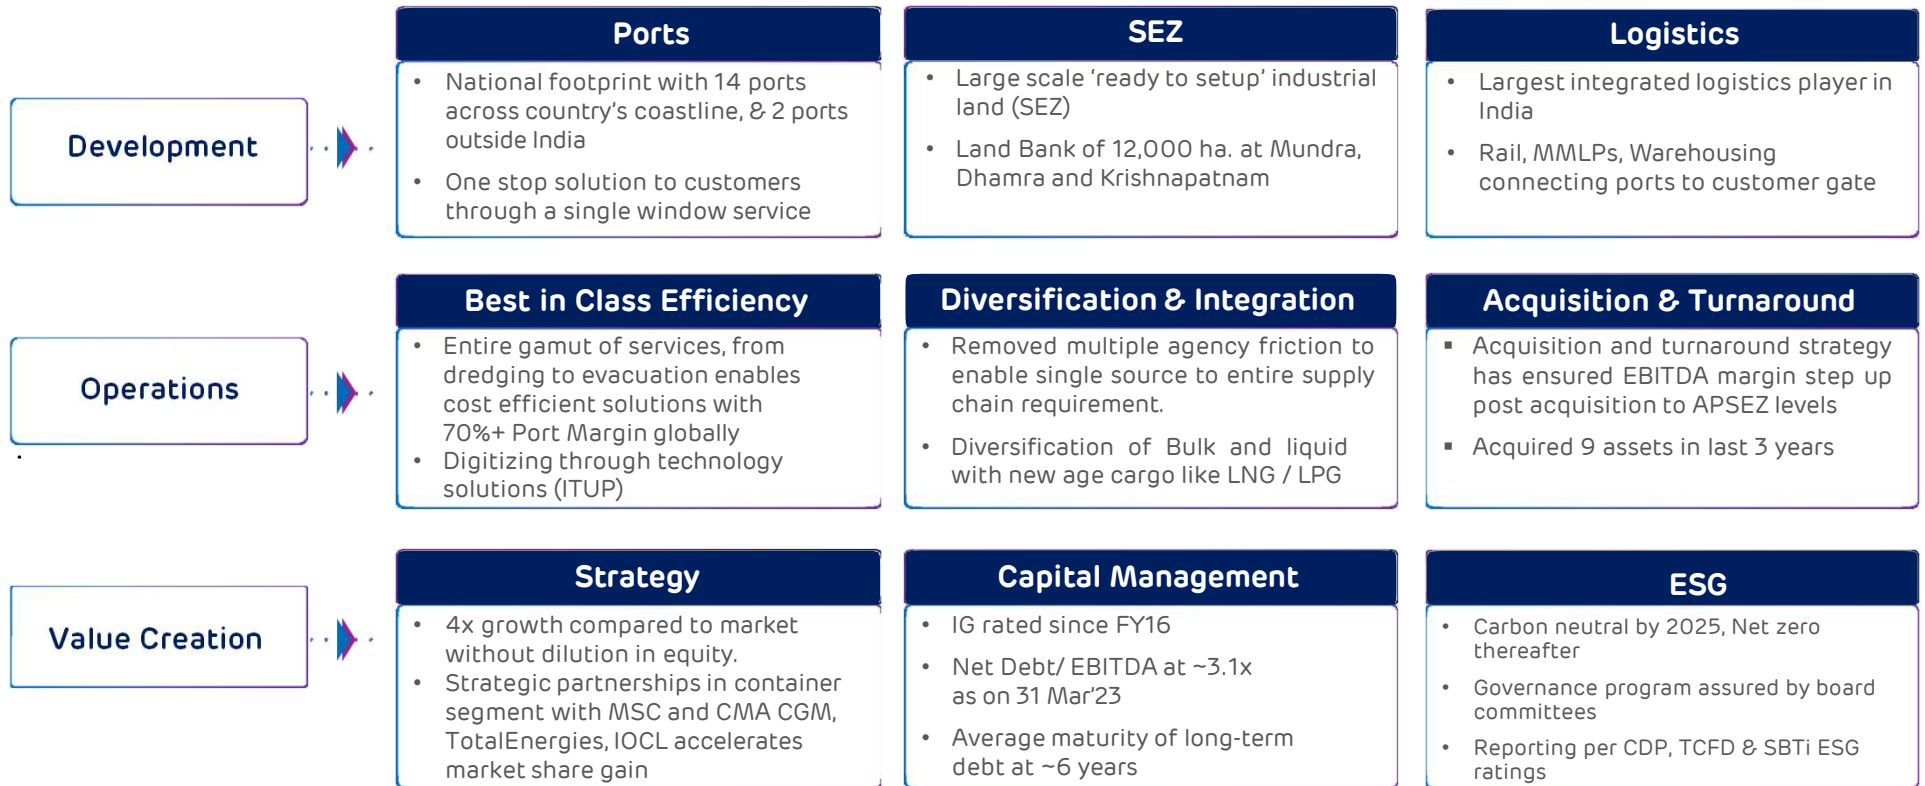 Development
Ports
• National footprint with 14 ports
across country's coastline, & 2 ports
outside India
• One stop solution to customers
through a single window service
SEZ
• Large scale 'ready to setup' industrial
land (SEZ)
• Land Bank of 12,000 ha. at Mundra,
Dhamra and Krishnapatnam
Logistics
• Largest integrated logistics player in
India
• Rail, MMLPs, Warehousing
connecting ports to customer gate
Operations
Best in Class Efficiency
• Entire gamut of services, from
dredging to evacuation enables
cost efficient solutions with
70%+ Port Margin globally
• Digitizing through technology
solutions (ITUP)
Diversification & Integration
• Removed multiple agency friction to
enable single source to entire supply
chain requirement.
• Diversification of Bulk and liquid
with new age cargo like LNG / LPG
Acquisition & Turnaround
▪ Acquisition and turnaround strategy
has ensured EBITDA margin step up
post acquisition to APSEZ levels
▪ Acquired 9 assets in last 3 years
Value Creation
Strategy
• 4x growth compared to market
without dilution in equity.
• Strategic partnerships in container
segment with MSC and CMA CGM,
TotalEnergies, IOCL accelerates
market share gain
Capital Management
• IG rated since FY16
• Net Debt/ EBITDA at ~3.1x
as on 31 Mar'23
• Average maturity of long-term
debt at ~6 years
ESG
• Carbon neutral by 2025, Net zero
thereafter
• Governance program assured by board
committees
• Reporting per CDP, TCFD & SBTi ESG
ratings